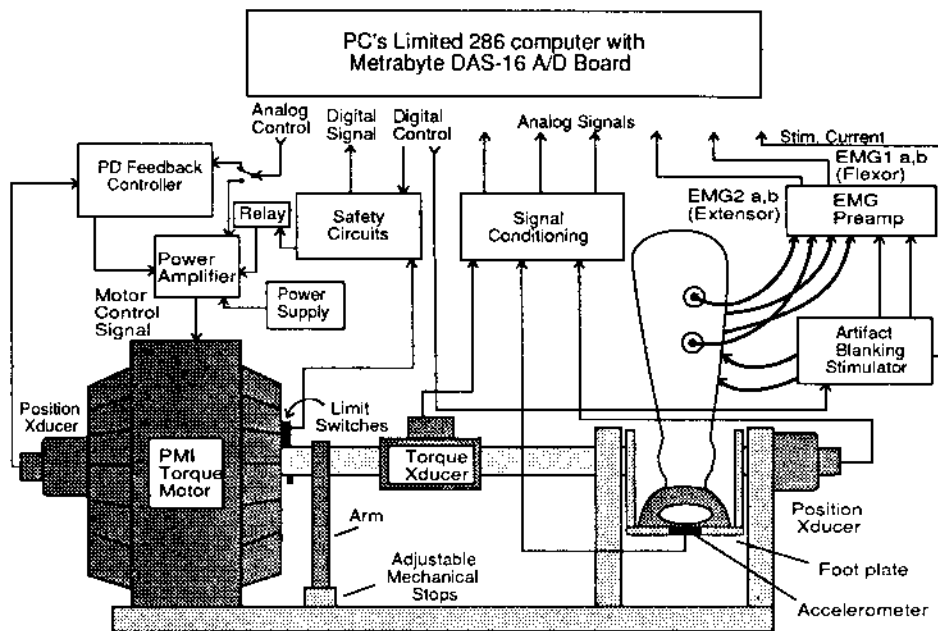 PC's Limited 286 computer with
Metrabyte DAS-16 A/D Board
Analog
Control
Digital
Signal
Digital
Control
Analog Signals
Stim. Current
EMG1 a,b
(Flexor)
EMG2 a,b
(Extensor)
PD Feedback
Controller
Relay
Safety
Circuits
Signal
Conditioning
EMG
Preamp
Power
Amplifier
Motor
Control
Signal
Power
Supply
Artifact
Blanking
Stimulator
Position
Xducer
Limit
Switches
PMI
Torque
Motor
Torque
Xducer
Position
Xducer
Arm
Adjustable
Mechanical
Stops
Foot plate
Accelerometer